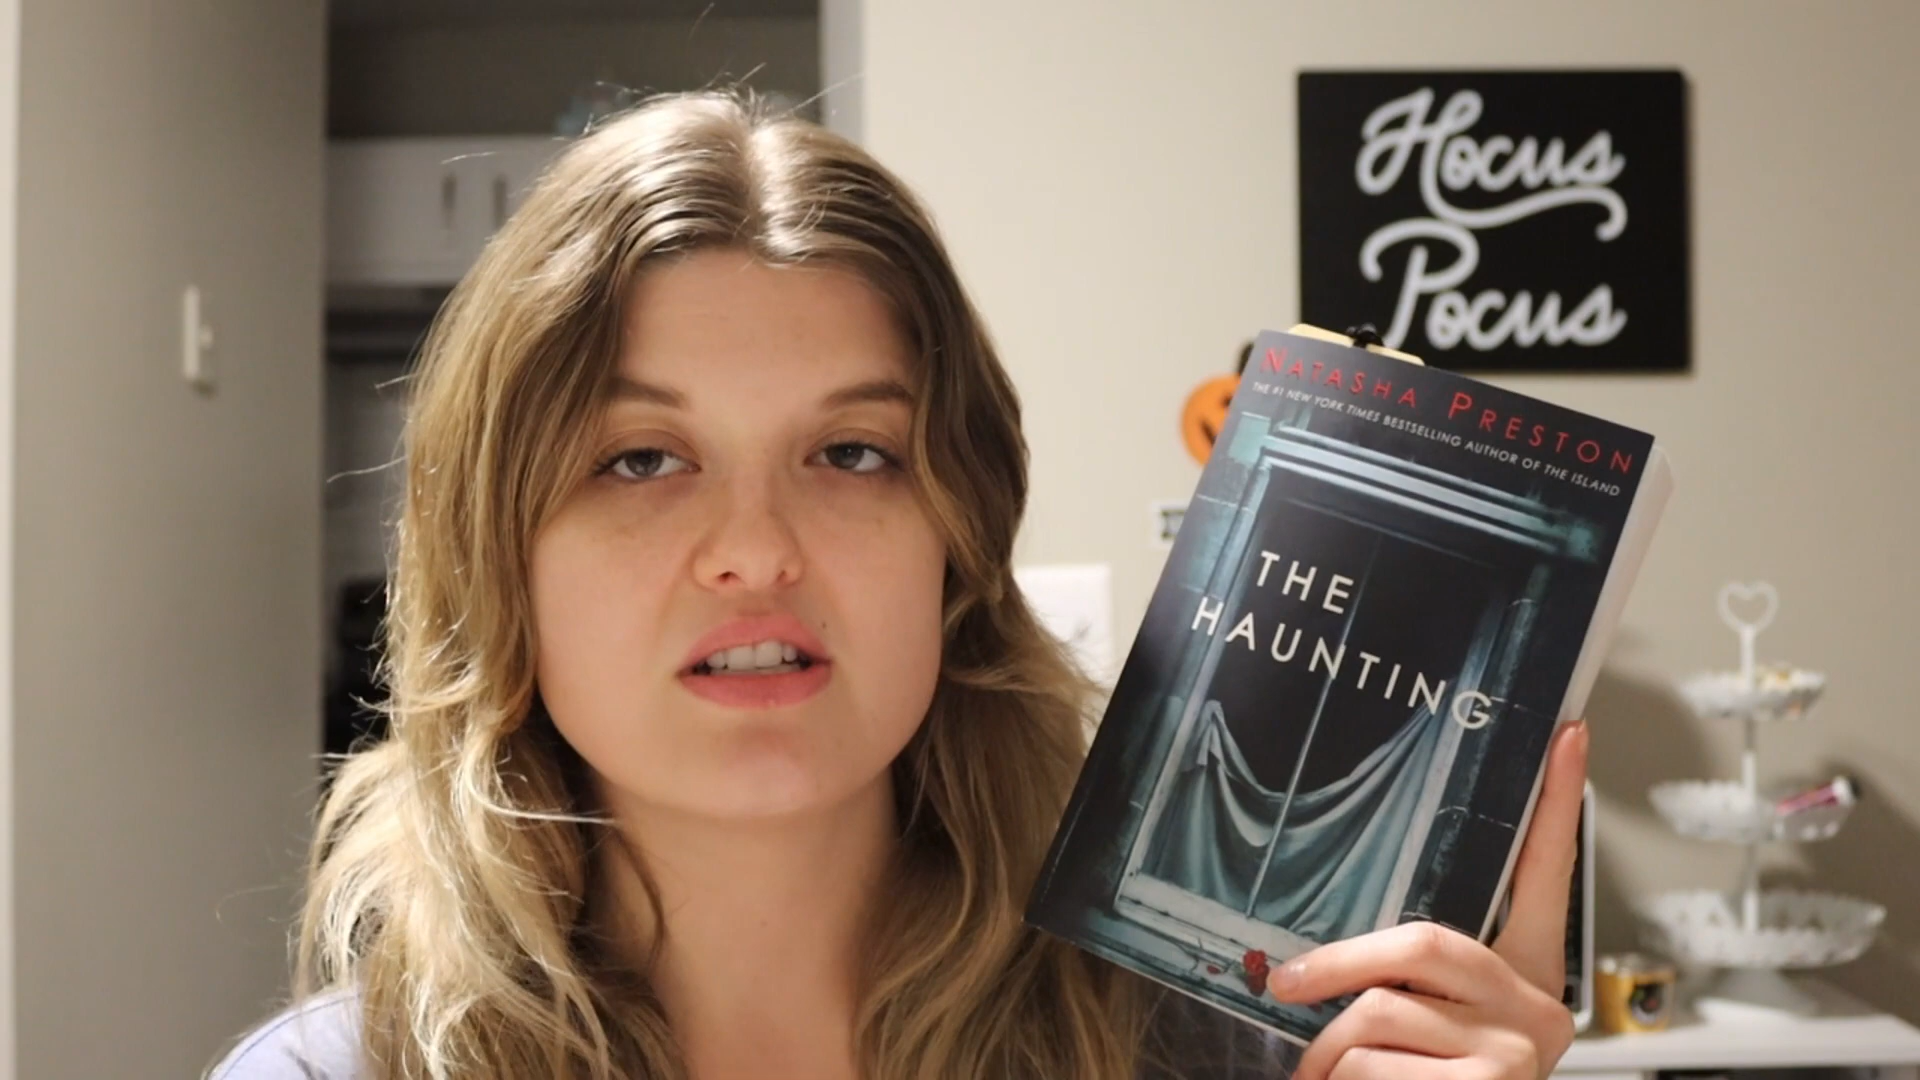 Hocus
Pocus
NATASHA PRESTON
THE #1 NEW YORK TIMES BESTSELLING AUTHOR OF THE ISLAND
THE
HAUNTING